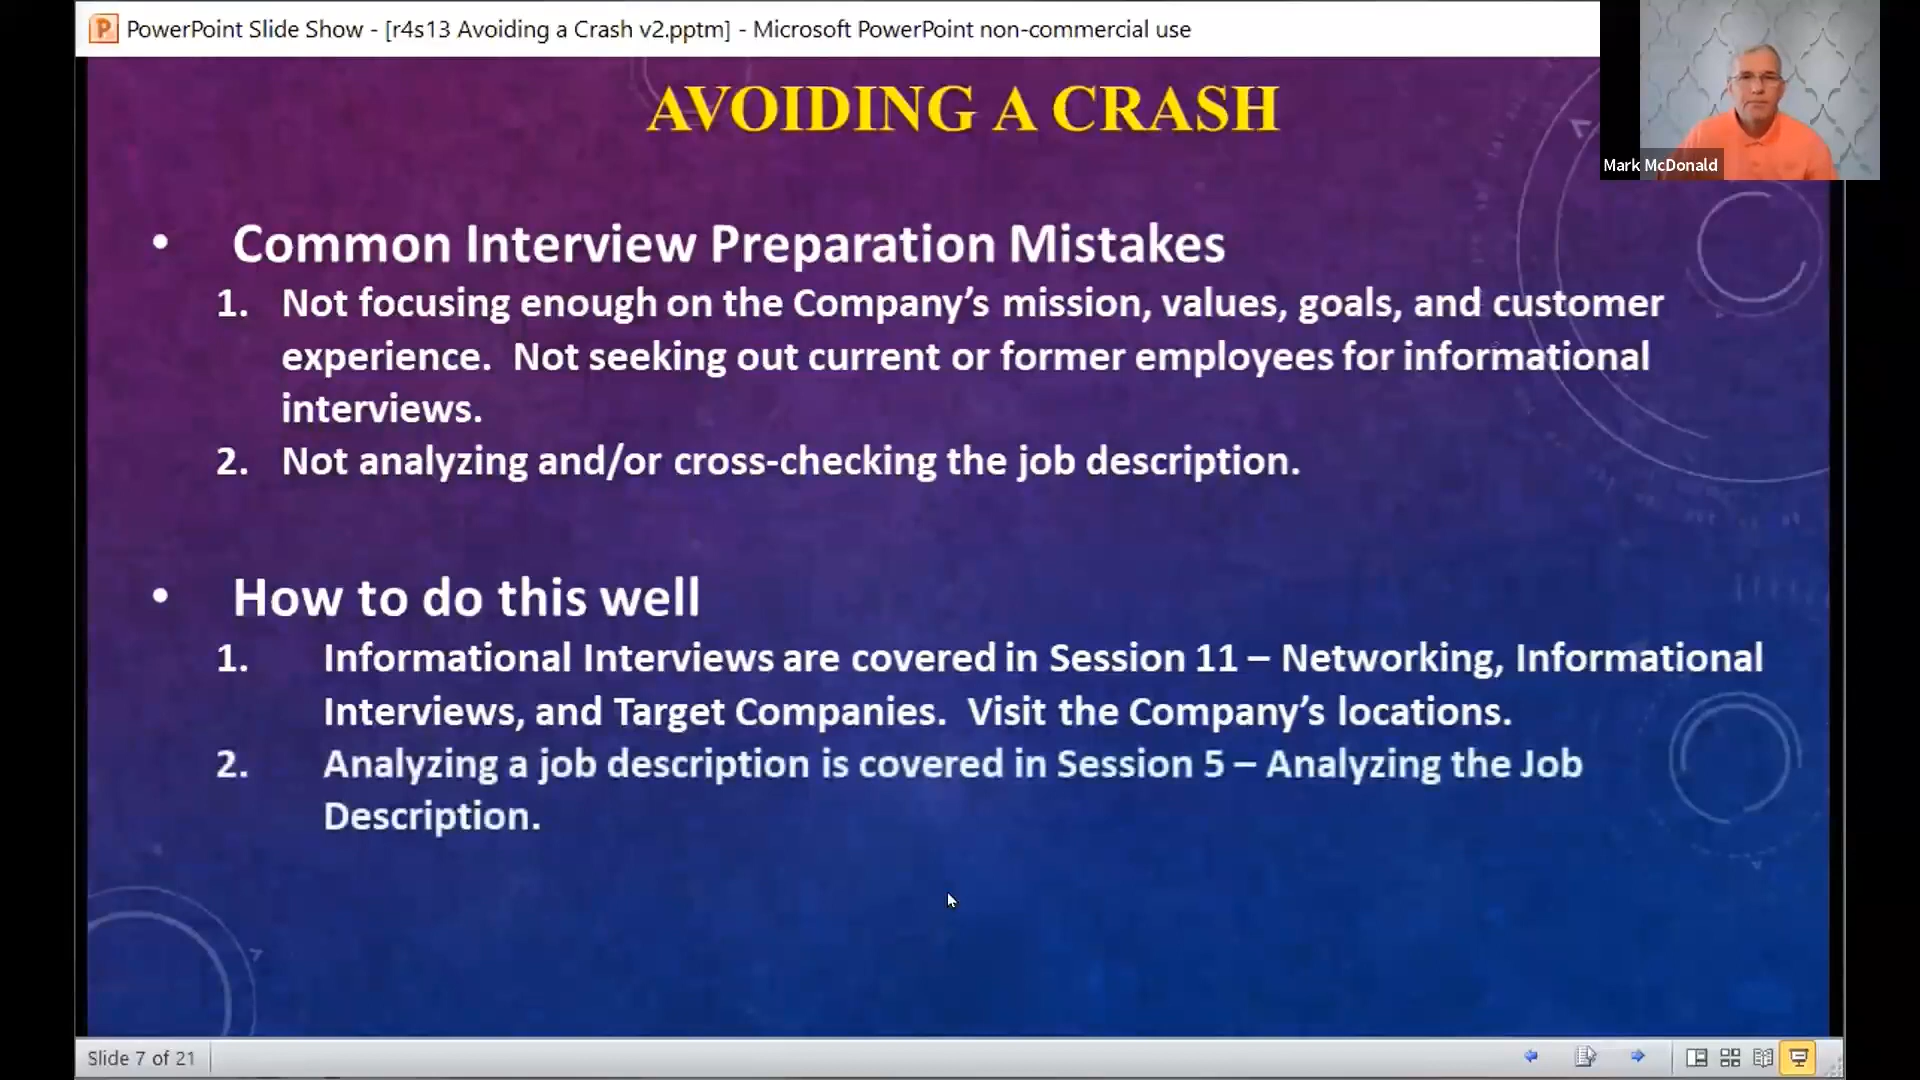 PowerPoint Slide Show - [r4s13 Avoiding a Crash v2.pptm] - Microsoft PowerPoint non-commercial use
Mark McDonald
AVOIDING A CRASH
• Common Interview Preparation Mistakes
1. Not focusing enough on the Company’s mission, values, goals, and customer
experience. Not seeking out current or former employees for informational
interviews.
2. Not analyzing and/or cross-checking the job description.
• How to do this well
1. Informational Interviews are covered in Session 11 – Networking, Informational
Interviews, and Target Companies. Visit the Company’s locations.
2. Analyzing a job description is covered in Session 5 – Analyzing the Job
Description.
Slide 7 of 21